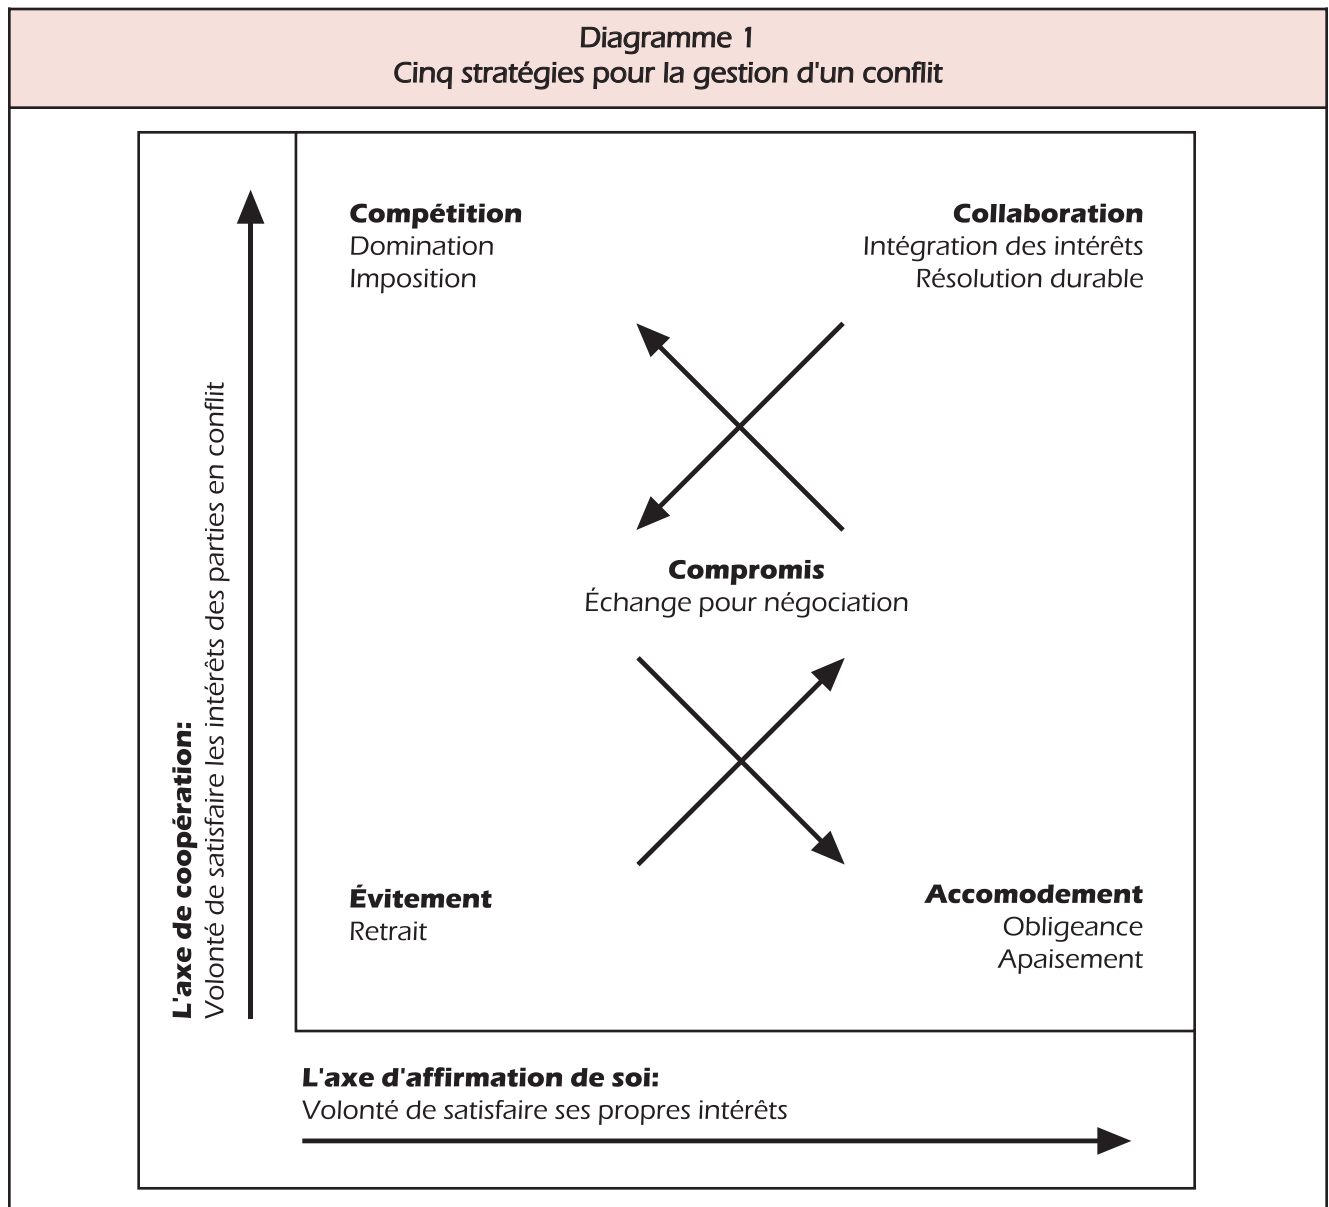 Diagramme 1
Cinq stratégies pour la gestion d'un conflit
Compétition
Domination
Imposition
Collaboration
Intégration des intérêts
Résolution durable
Compromis
Échange pour négociation
Évitement
Retrait
Accomodement
Obligeance
Apaisement
L'axe de coopération:
Volonté de satisfaire les intérêts des parties en conflit
L'axe d'affirmation de soi:
Volonté de satisfaire ses propres intérêts